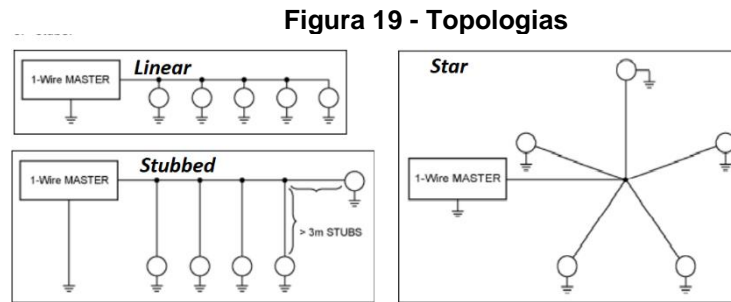 Figura 19 - Topologias
Linear
1-Wire MASTER
Stubbed
1-Wire MASTER
> 3m STUBS
Star
1-Wire MASTER